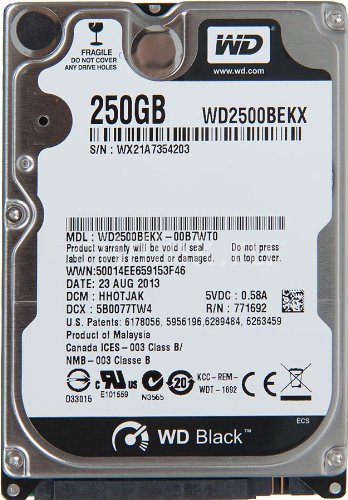 FRAGILE
DO NOT COVER
ANY DRIVE HOLES
WD
www.wd.com
250GB WD2500BEKX
S/N : WX21A7354203
MDL : WD2500BEKX-00B7WT0
Product warranty will be void if seal, Do not press
label or cover is removed or damaged. on top cover.
WWN:50014EE659153F46
DATE: 23 AUG 2013
DCM : HHOTJAK 5VDC : 0.58A
DCX : 5B0077TW4 R/N : 771692
U.S. Patents: 6178056, 5956196,6289484, 6263459
Product of Malaysia
Canada ICES-003 Class B/
NMB-003 Classe B
D33015 E101559 N3565 20 KCC-REM-
WDT-1602
CE
ECS
WD Black™